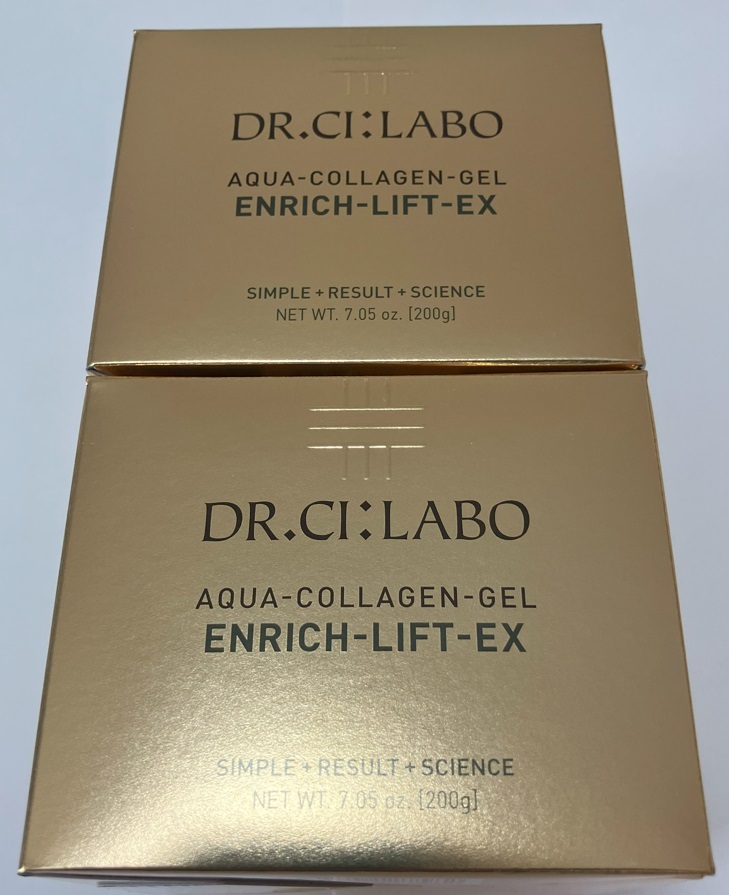 DR.CI:LABO
AQUA-COLLAGEN-GEL
ENRICH-LIFT-EX
SIMPLE + RESULT + SCIENCE
NET WT. 7.05 oz. [200g]
DR.CI:LABO
AQUA-COLLAGEN-GEL
ENRICH-LIFT-EX
SIMPLE + RESULT + SCIENCE
NET WT. 7.05 oz. [200g]